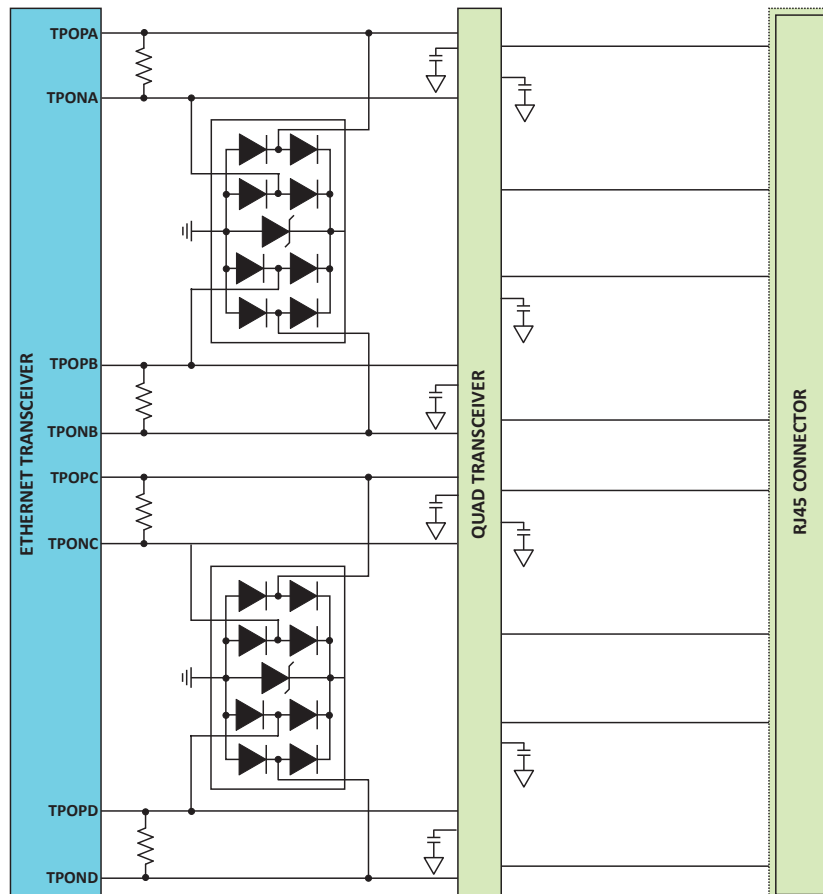 TPOPA
TPONA
TPOPB
TPONB
TPOPC
TPONC
TPOPD
TPOND
ETHERNET TRANSCEIVER
QUAD TRANSCEIVER
RJ45 CONNECTOR